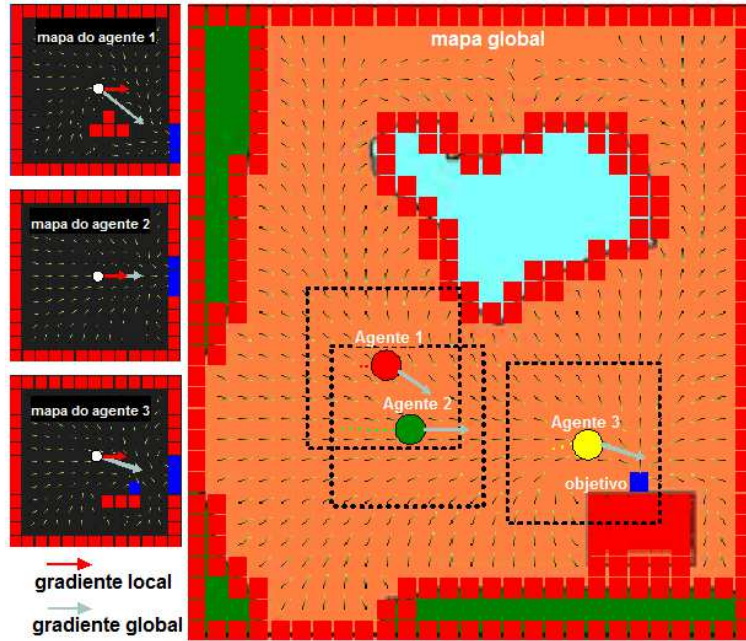 mapa do agente 1
mapa do agente 2
mapa do agente 3
gradiente local
gradiente global
mapa global
Agente 1
Agente 2
Agente 3
objetivo